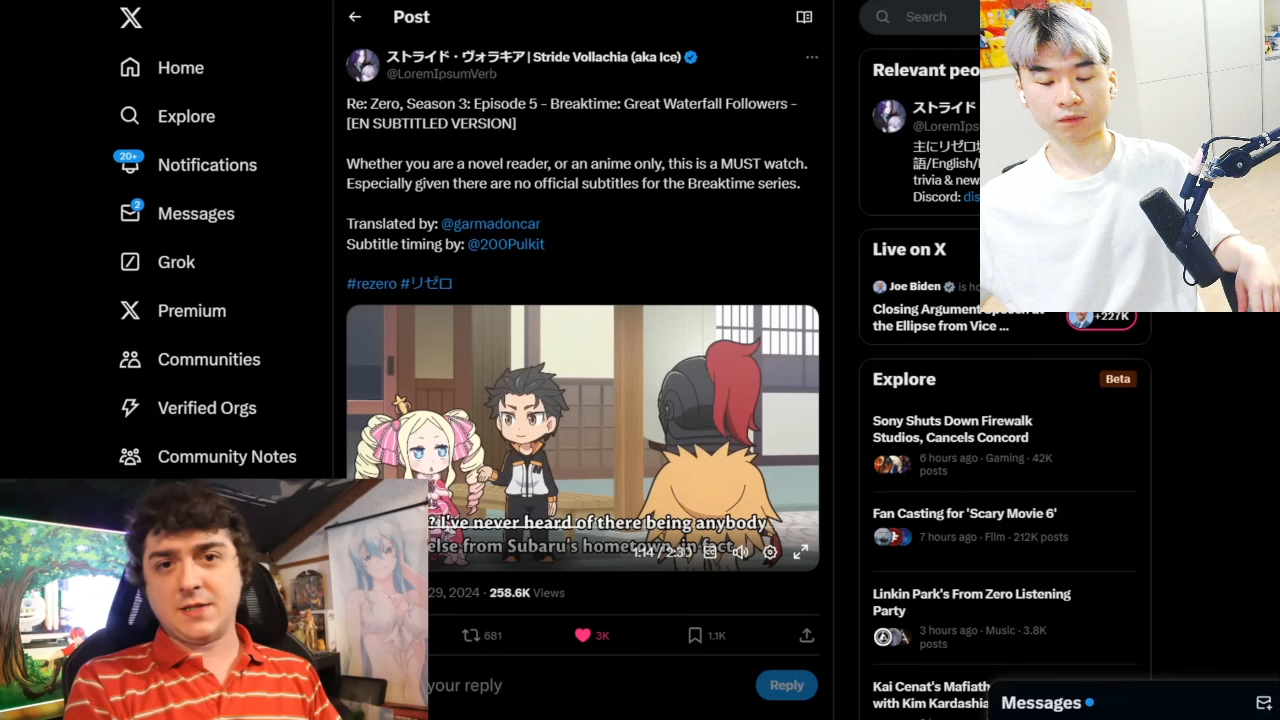 Home
Explore
20+
Notifications
2
Messages
Grok
Premium
Communities
Verified Orgs
Community Notes
Post
ストライド・ヴォラキア | Stride Vollachia (aka Ice)
@LoremIpsumVerb
Re: Zero, Season 3: Episode 5 - Breaktime: Great Waterfall Followers -
[EN SUBTITLED VERSION]
Whether you are a novel reader, or an anime only, this is a MUST watch.
Especially given there are no official subtitles for the Breaktime series.
Translated by: @garmadoncar
Subtitle timing by: @200Pulkit
#rezero #リゼロ
? I've never heard of there being anybody
else from Subaru's hometown, in fact
1:14 / 2:30
29, 2024 · 258.6K Views
681
3K
1.1K
your reply
Reply
Search
Relevant peo
ストライド
@LoremIps
主にリゼロ
語/English/
trivia & new
Discord: dis
Live on X
Joe Biden is ho
Closing Argument Speech at
the Ellipse from Vice ...
+227K
Explore
Beta
Sony Shuts Down Firewalk
Studios, Cancels Concord
6 hours ago · Gaming · 42K
posts
Fan Casting for 'Scary Movie 6'
7 hours ago · Film · 212K posts
Linkin Park's From Zero Listening
Party
3 hours ago · Music · 3.8K
posts
Kai Cenat's Mafiath
with Kim Kardashia
Messages